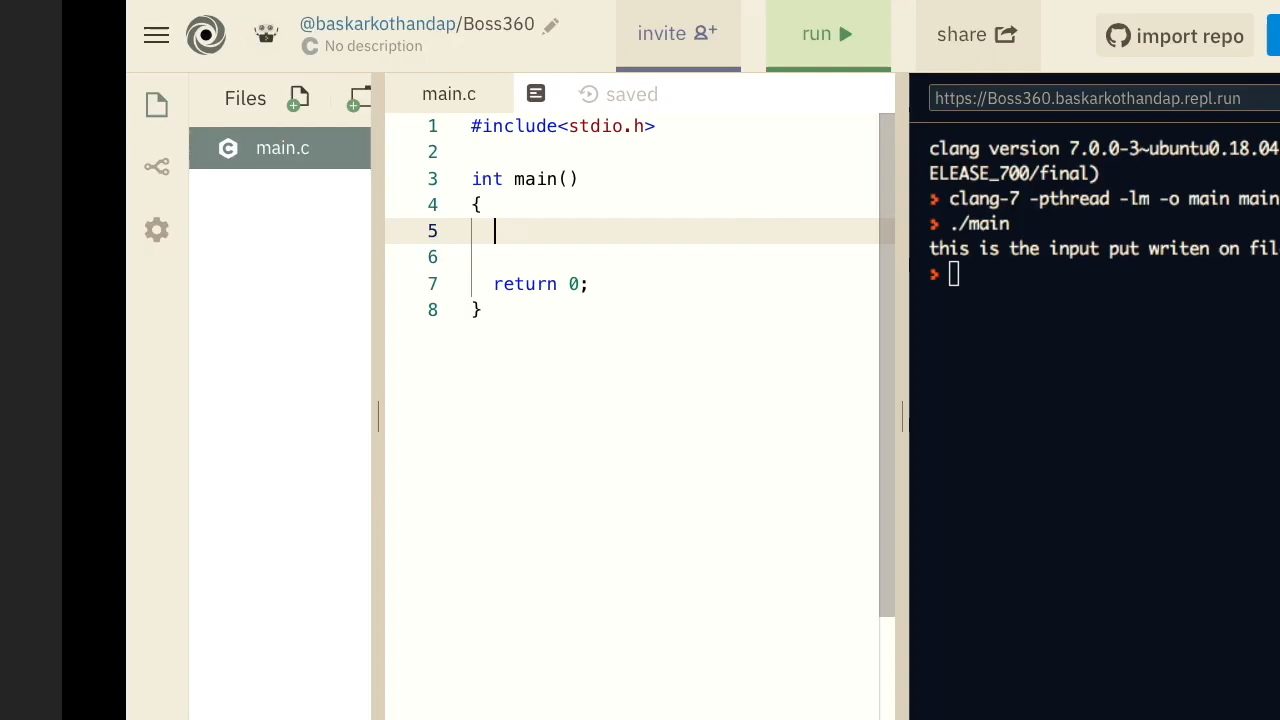 @baskarkothandap/Boss360
No description
invite
run
share
import repo
Files
main.c
main.c
saved
1 #include<stdio.h>
2
3 int main()
4 {
5
6
7 return 0;
8 }
https://Boss360.baskarkothandap.repl.run
clang version 7.0.0-3~ubuntu0.18.04
ELEASE_700/final)
> clang-7 -pthread -lm -o main main
> ./main
this is the input put writen on fil
>